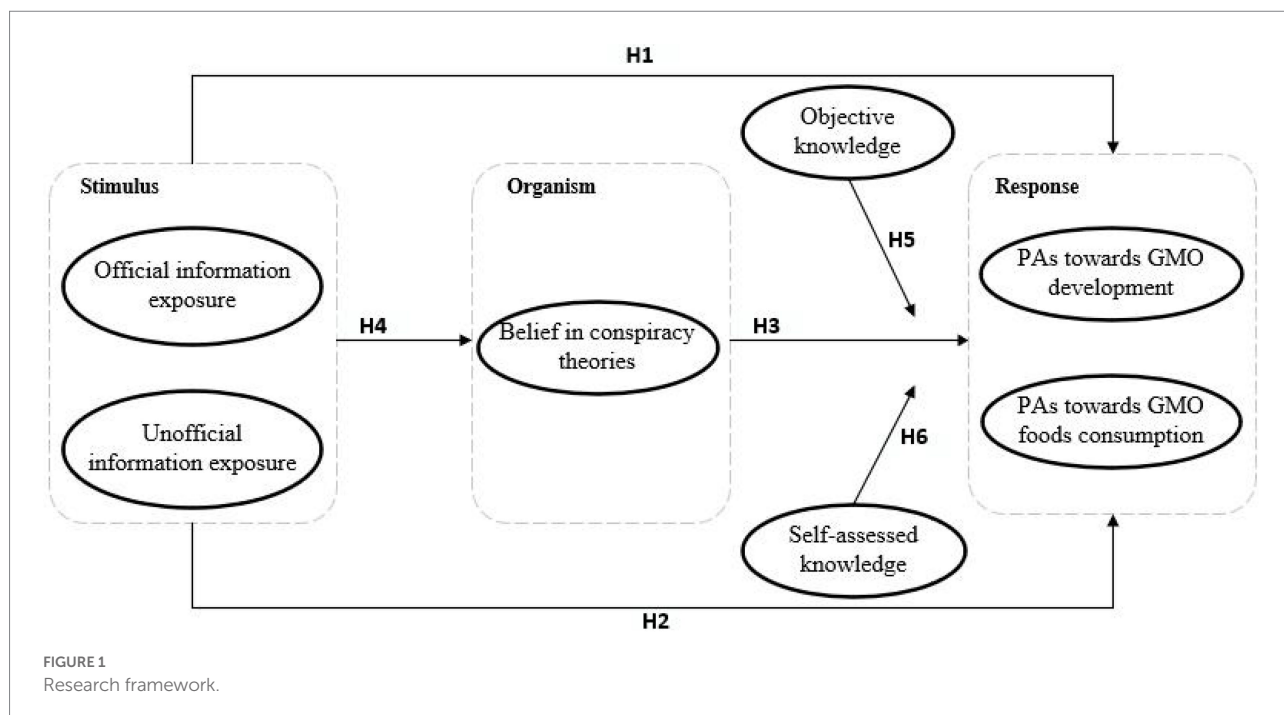 H1
Stimulus
Official information
exposure
Unofficial
information exposure
H4
Organism
Belief in conspiracy
theories
H3
Objective
knowledge
H5
Self-assessed
knowledge
H6
Response
PAs towards GMO
development
PAs towards GMO
foods consumption
H2
FIGURE 1
Research framework.